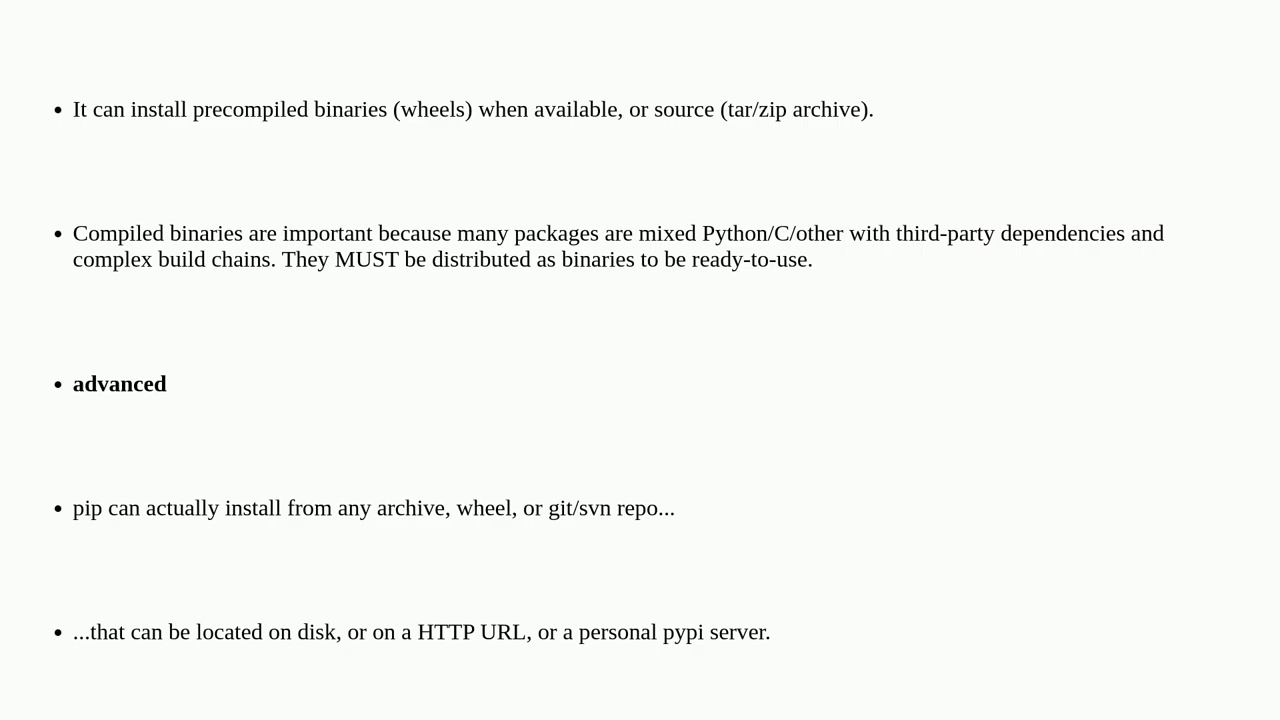 • It can install precompiled binaries (wheels) when available, or source (tar/zip archive).
• Compiled binaries are important because many packages are mixed Python/C/other with third-party dependencies and
complex build chains. They MUST be distributed as binaries to be ready-to-use.
• advanced
• pip can actually install from any archive, wheel, or git/svn repo...
• ...that can be located on disk, or on a HTTP URL, or a personal pypi server.